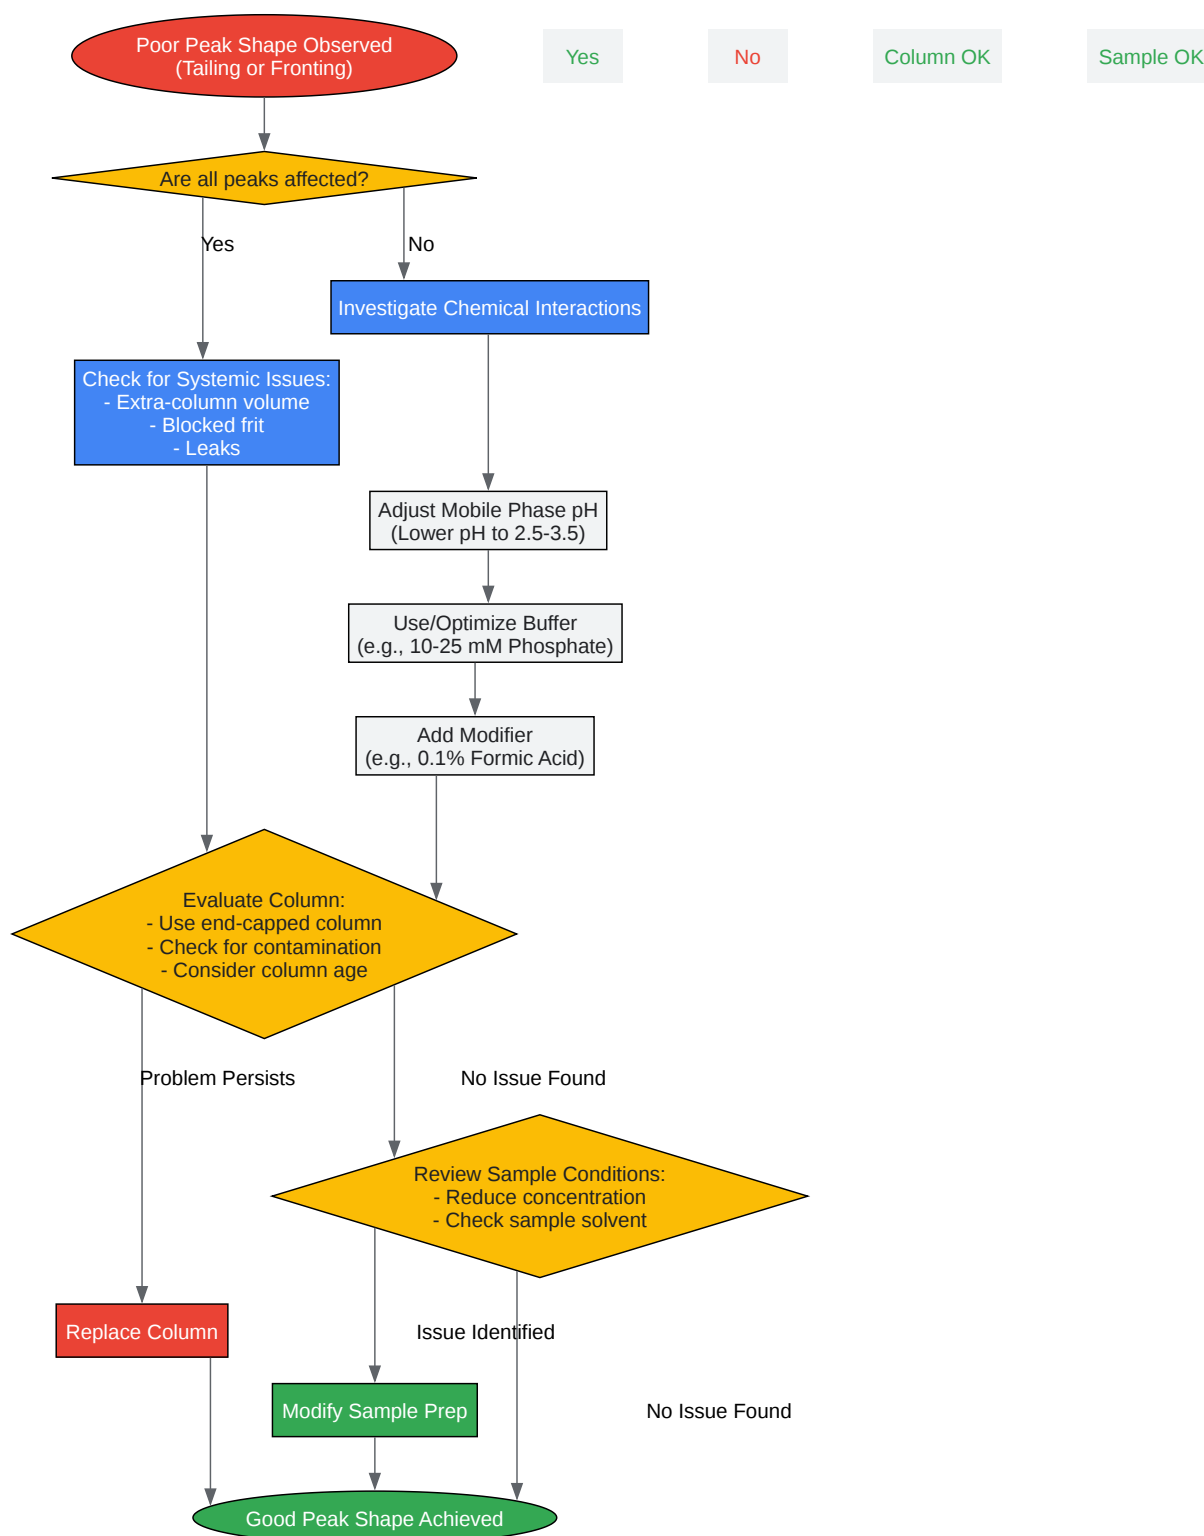 Poor Peak Shape Observed
(Tailing or Fronting)
Yes
No
Column OK
Sample OK
Are all peaks affected?
Yes
No
Investigate Chemical Interactions
Check for Systemic Issues:
- Extra-column volume
- Blocked frit
- Leaks
Adjust Mobile Phase pH
(Lower pH to 2.5-3.5)
Use/Optimize Buffer
(e.g., 10-25 mM Phosphate)
Add Modifier
(e.g., 0.1% Formic Acid)
Evaluate Column:
- Use end-capped column
- Check for contamination
- Consider column age
Problem Persists
No Issue Found
Review Sample Conditions:
- Reduce concentration
- Check sample solvent
Replace Column
Issue Identified
Modify Sample Prep
No Issue Found
Good Peak Shape Achieved